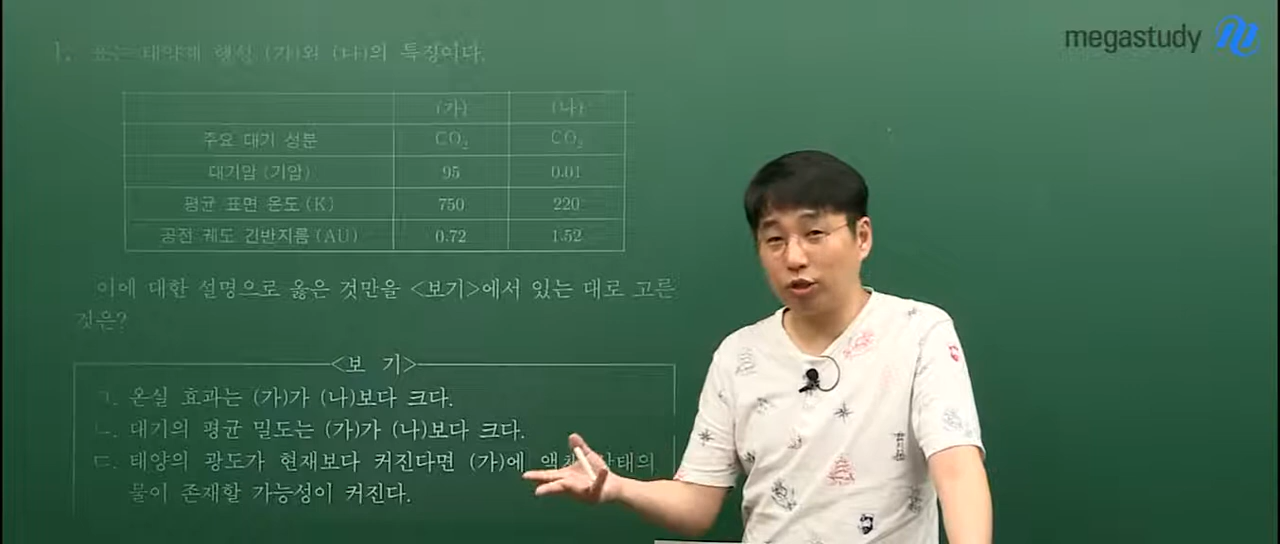 megastudy
1. 표는 태양계 행성 (가)와 (나)의 특징이다.
(가) (나)
주요 대기 성분 CO₂ CO₂
대기압 (기압) 95 0.01
평균 표면 온도 (K) 750 220
공전 궤도 긴반지름 (AU) 0.72 1.52
이에 대한 설명으로 옳은 것만을 <보기>에서 있는 대로 고른
것은?
<보 기>
ㄱ. 온실 효과는 (가)가 (나)보다 크다.
ㄴ. 대기의 평균 밀도는 (가)가 (나)보다 크다.
ㄷ. 태양의 광도가 현재보다 커진다면 (가)에
물이 존재할 가능성이 커진다.